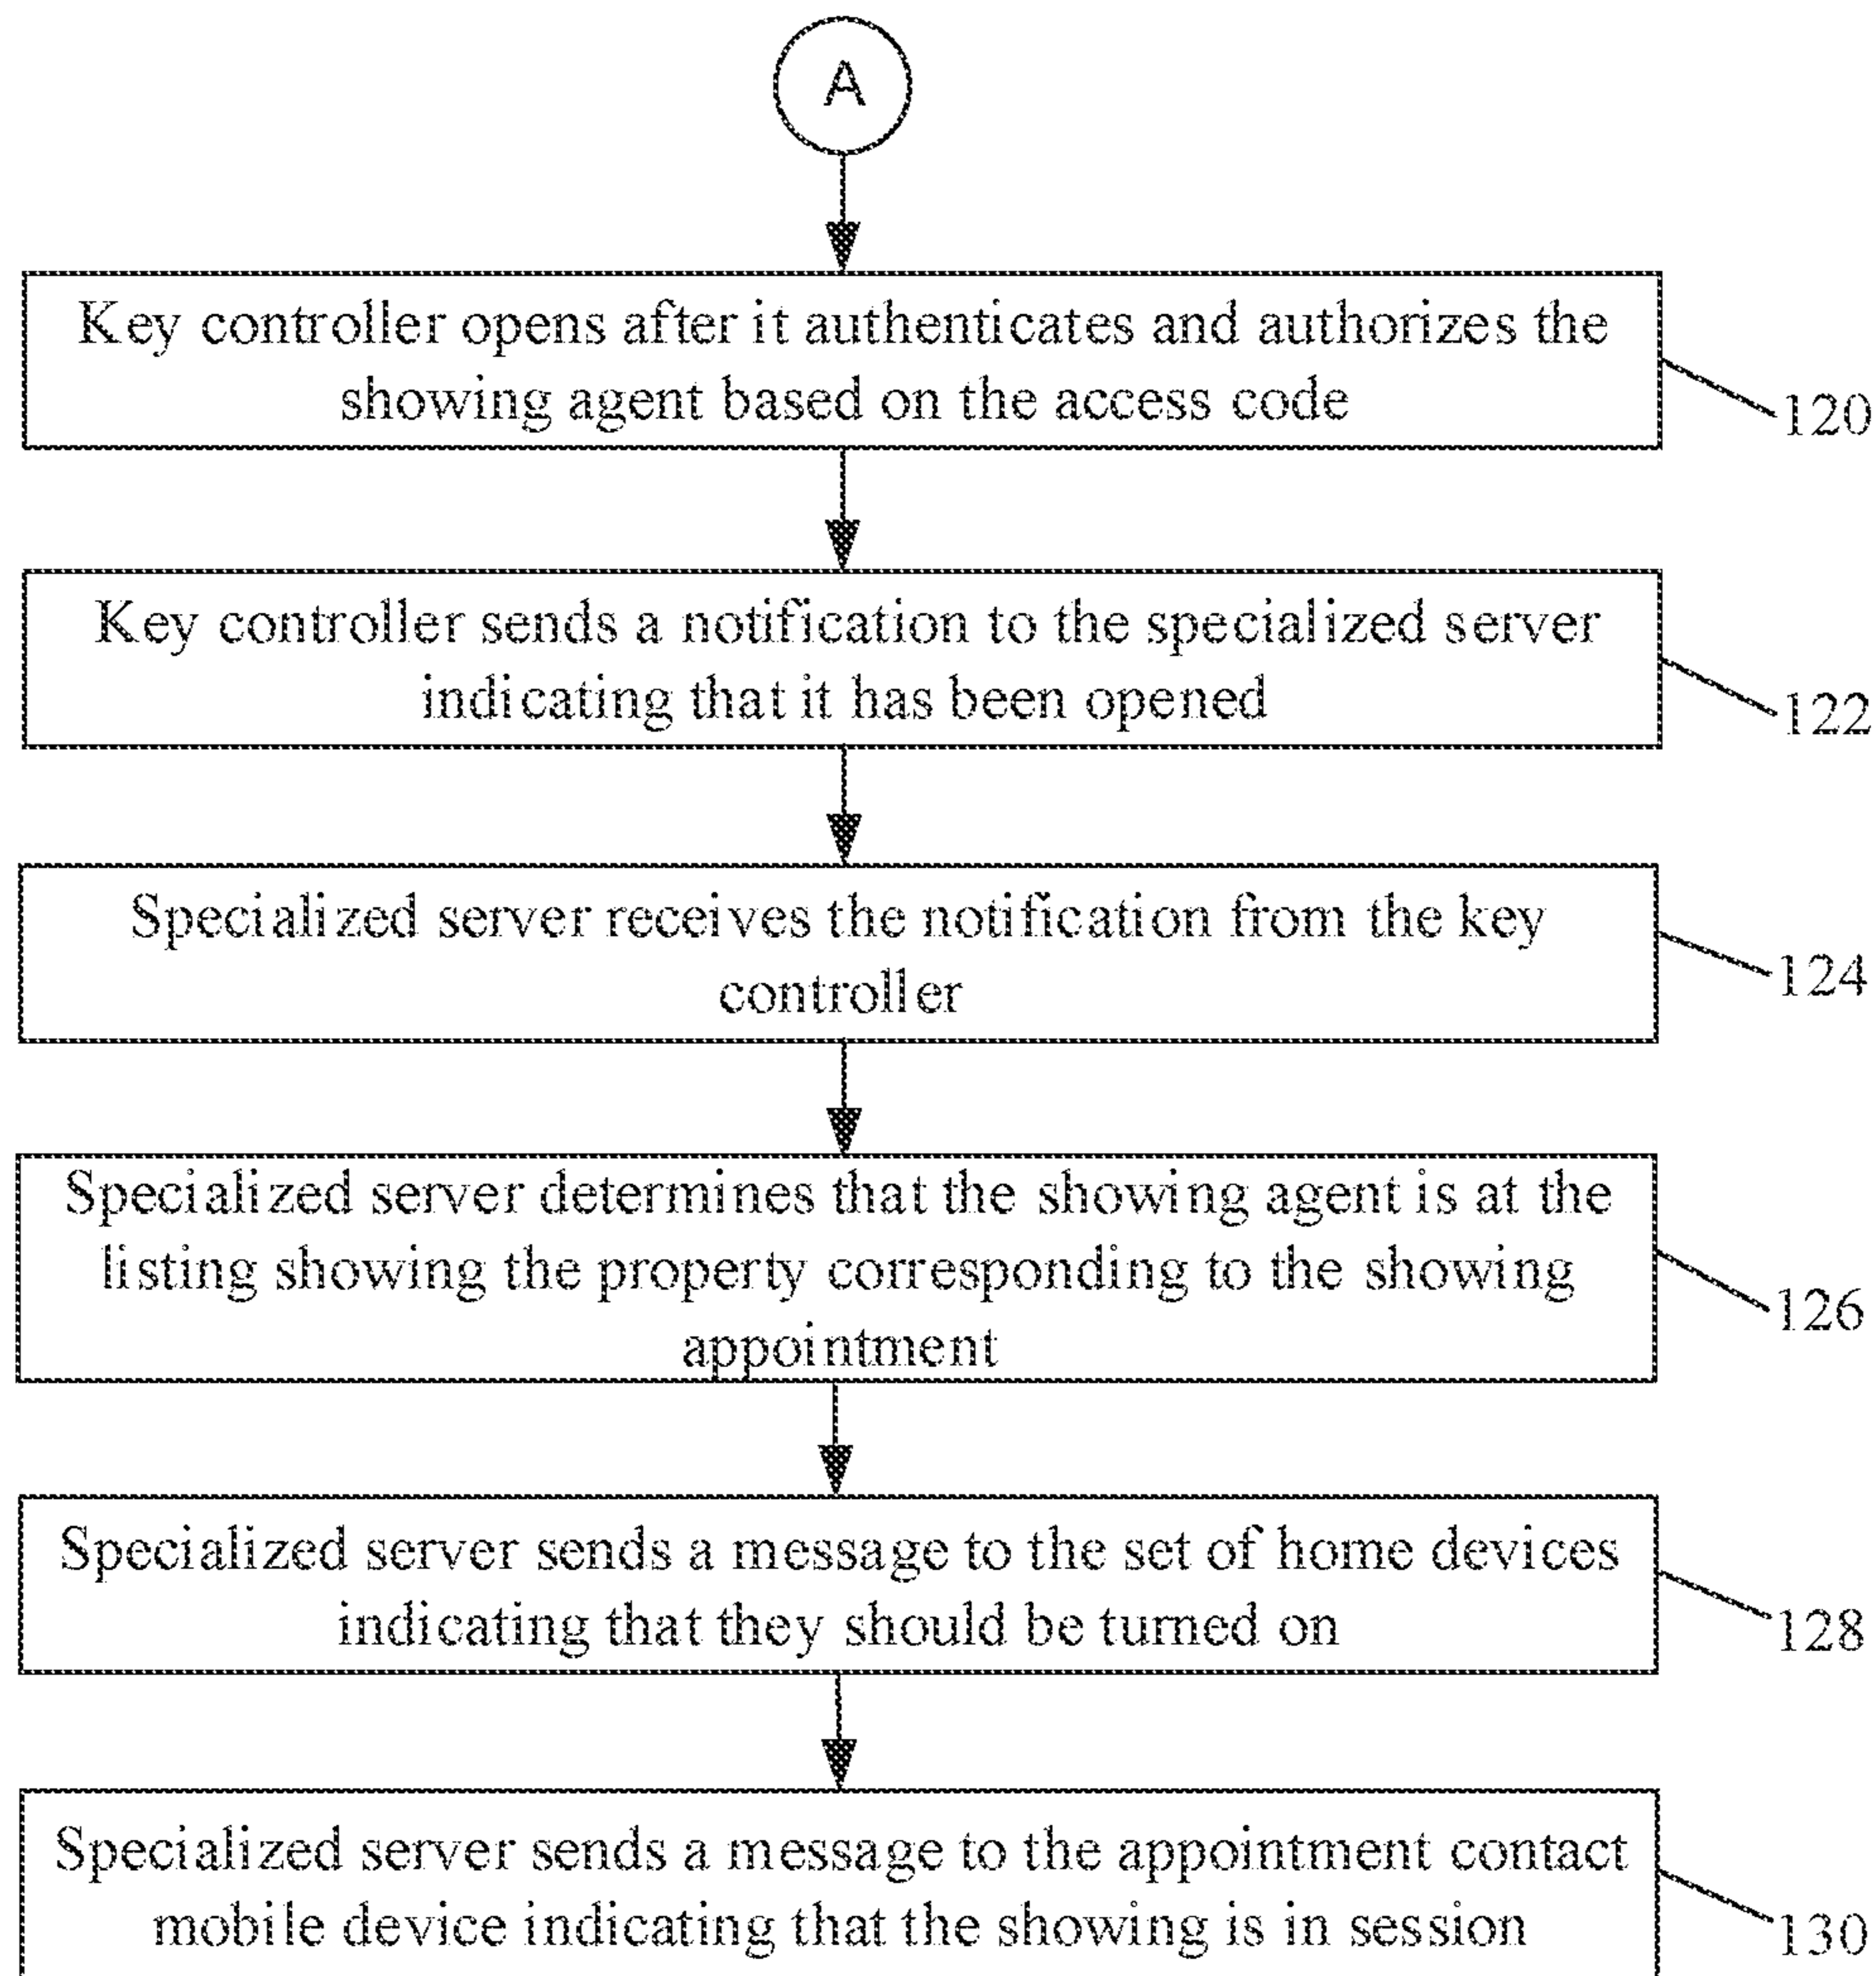 A
Key controller opens after it authenticates and authorizes the
showing agent based on the access code
120
Key controller sends a notification to the specialized server
indicating that it has been opened
122
Specialized server receives the notification from the key
controller
124
Specialized server determines that the showing agent is at the
listing showing the property corresponding to the showing
appointment
126
Specialized server sends a message to the set of home devices
indicating that they should be turned on
128
Specialized server sends a message to the appointment contact
mobile device indicating that the showing is in session
130